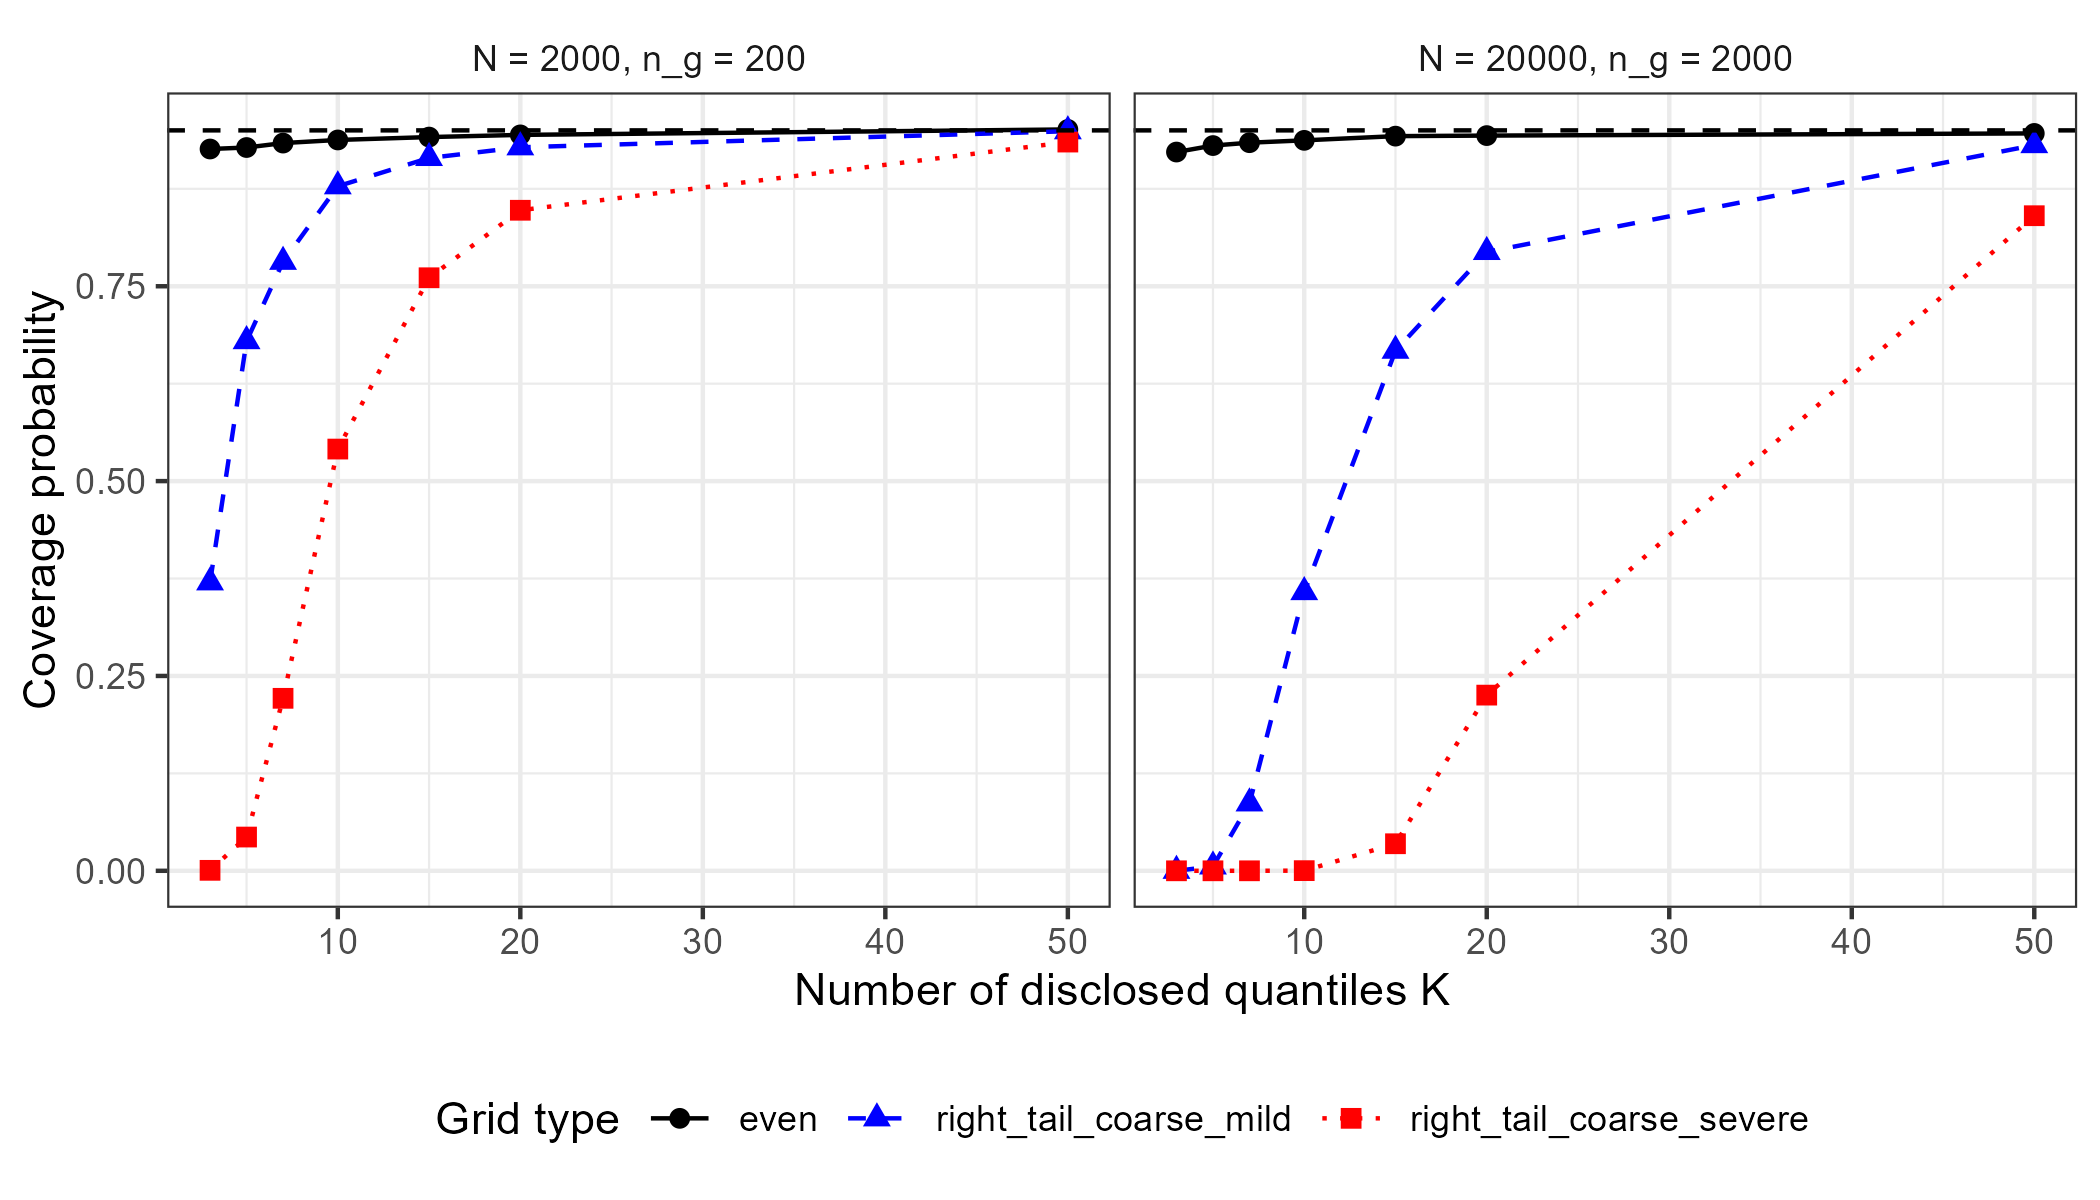 N = 2000, n_g = 200
N = 20000, n_g = 2000
Coverage probability
0.75
0.50
0.25
0.00
10 20 30 40 50
10 20 30 40 50
Number of disclosed quantiles K
Grid type even right_tail_coarse_mild right_tail_coarse_severe